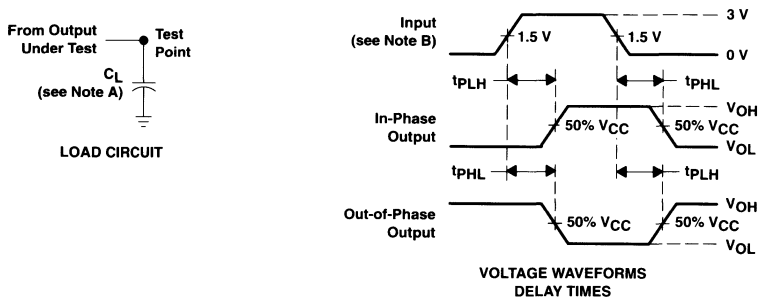 From Output
Under Test
Test
Point
CL
(see Note A)
LOAD CIRCUIT
Input
(see Note B)
1.5 V
1.5 V
3 V
0 V
tPLH
tPHL
In-Phase
Output
50% VCC
50% VCC
VOH
VOL
tPHL
tPLH
Out-of-Phase
Output
50% VCC
50% VCC
VOH
VOL
VOLTAGE WAVEFORMS
DELAY TIMES